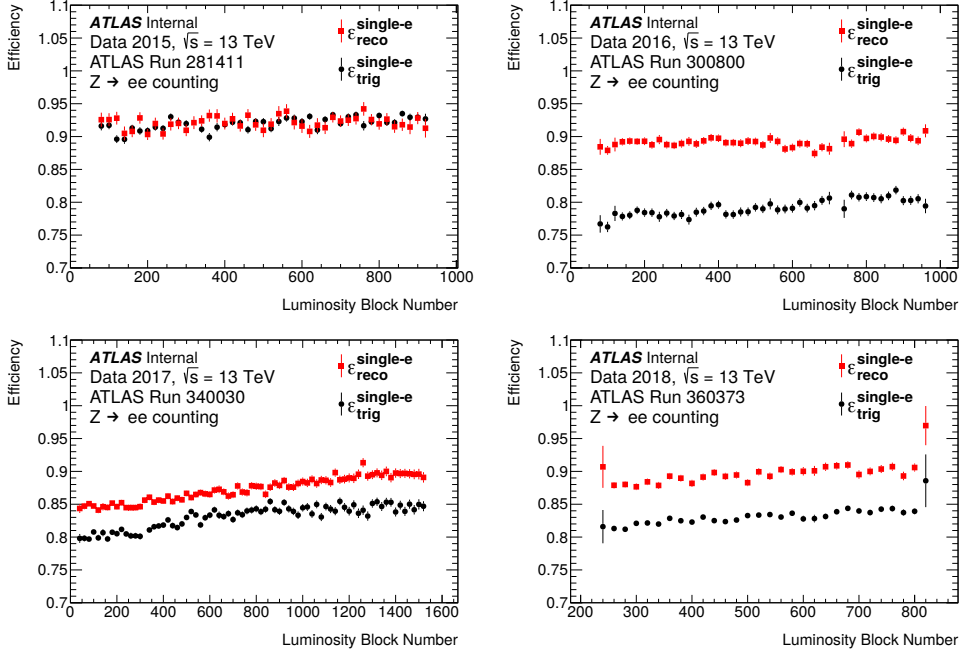 Efficiency
1.1
1.05
1
0.95
0.9
0.85
0.8
0.75
0.7
0 200 400 600 800 1000
Luminosity Block Number
ATLAS Internal
Data 2015, √s = 13 TeV
ATLAS Run 281411
Z → ee counting
ε single-e reco
ε single-e trig
Efficiency
1.1
1.05
1
0.95
0.9
0.85
0.8
0.75
0.7
0 200 400 600 800 1000
Luminosity Block Number
ATLAS Internal
Data 2016, √s = 13 TeV
ATLAS Run 300800
Z → ee counting
ε single-e reco
ε single-e trig
Efficiency
1.1
1.05
1
0.95
0.9
0.85
0.8
0.75
0.7
0 200 400 600 800 1000 1200 1400 1600
Luminosity Block Number
ATLAS Internal
Data 2017, √s = 13 TeV
ATLAS Run 340030
Z → ee counting
ε single-e reco
ε single-e trig
Efficiency
1.1
1.05
1
0.95
0.9
0.85
0.8
0.75
0.7
200 300 400 500 600 700 800
Luminosity Block Number
ATLAS Internal
Data 2018, √s = 13 TeV
ATLAS Run 360373
Z → ee counting
ε single-e reco
ε single-e trig